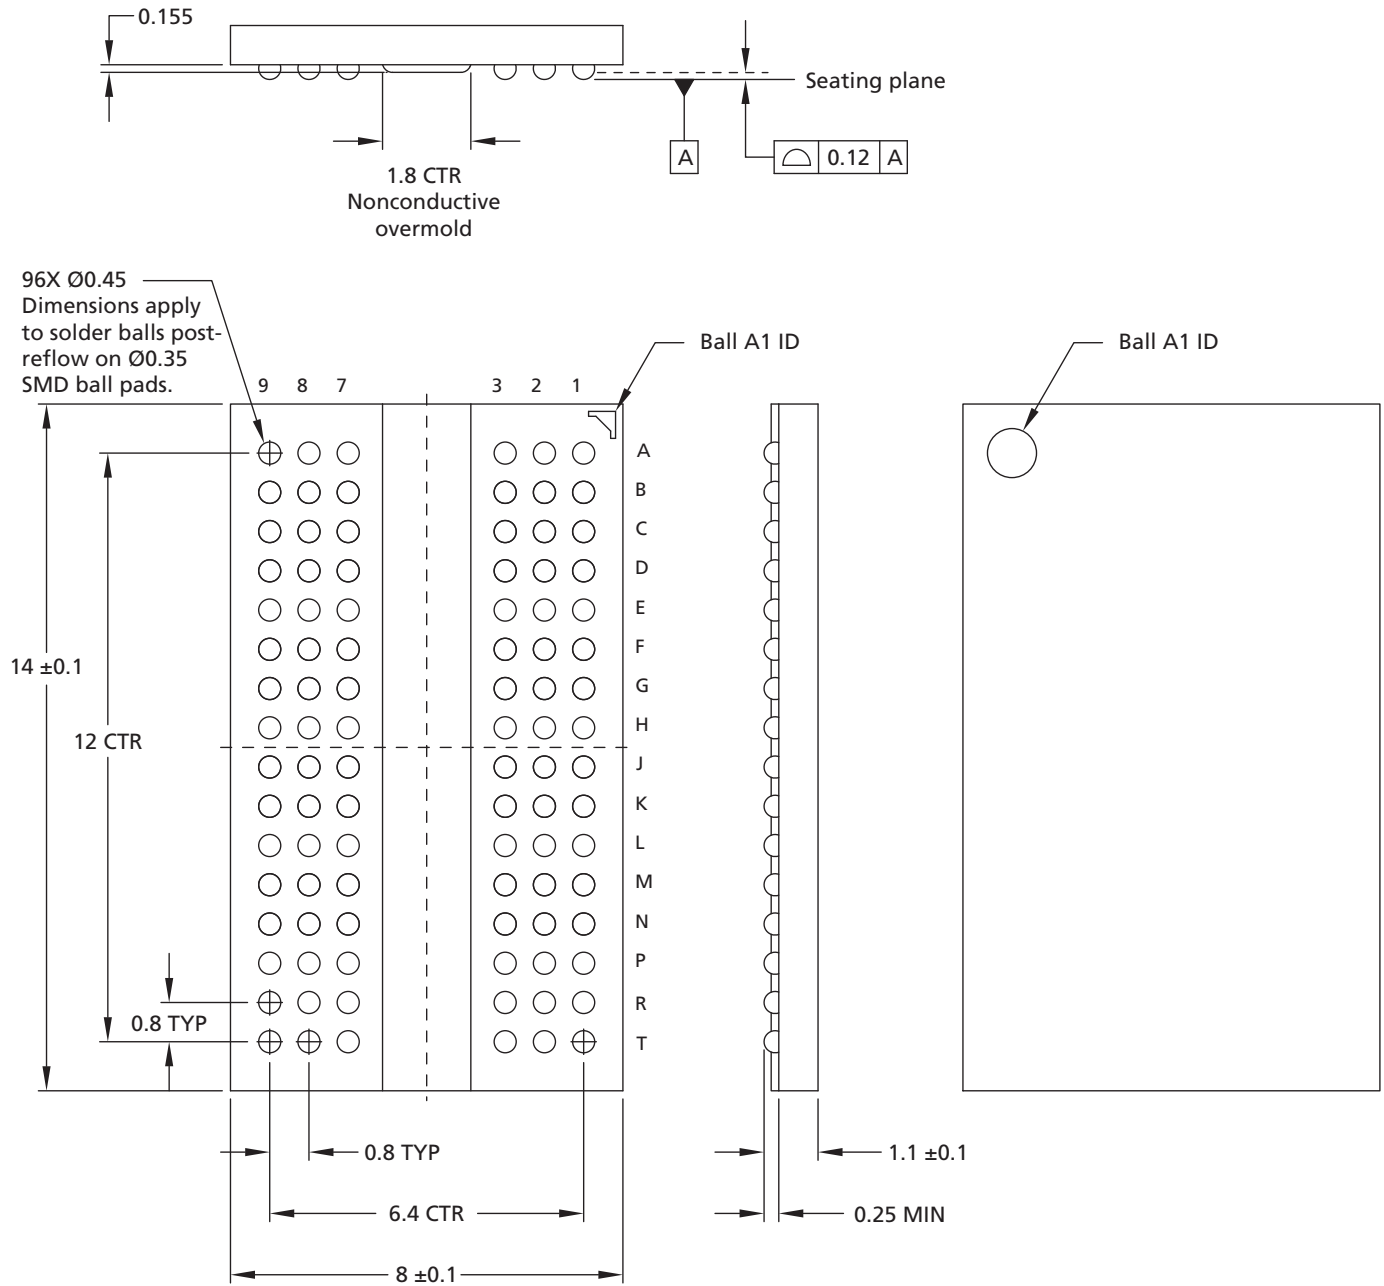 0.155
Seating plane
A
0.12 A
1.8 CTR
Nonconductive
overmold
96X Ø0.45
Dimensions apply
to solder balls post-
reflow on Ø0.35
SMD ball pads.
Ball A1 ID
Ball A1 ID
9 8 7 3 2 1
A
B
C
D
E
F
14 ±0.1
G
H
12 CTR
J
K
L
M
N
P
R
0.8 TYP
T
0.8 TYP
1.1 ±0.1
6.4 CTR
0.25 MIN
8 ±0.1